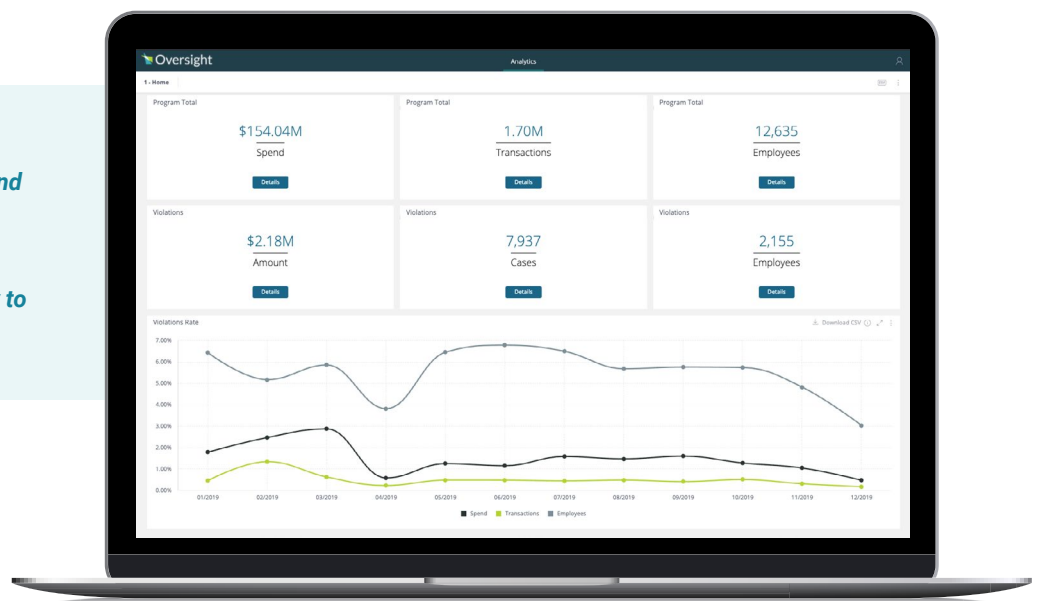 nd
to
Oversight
Analytics
1 - Home
Program Total
$154.04M
Spend
Details
Program Total
1.70M
Transactions
Details
Program Total
12,635
Employees
Details
Violations
$2.18M
Amount
Details
Violations
7,937
Cases
Details
Violations
2,155
Employees
Details
Violations Rate
Download CSV
7.00%
6.00%
5.00%
4.00%
3.00%
2.00%
1.00%
0.00%
01/2019 02/2019 03/2019 04/2019 05/2019 06/2019 07/2019 08/2019 09/2019 10/2019 11/2019 12/2019
Spend Transactions Employees